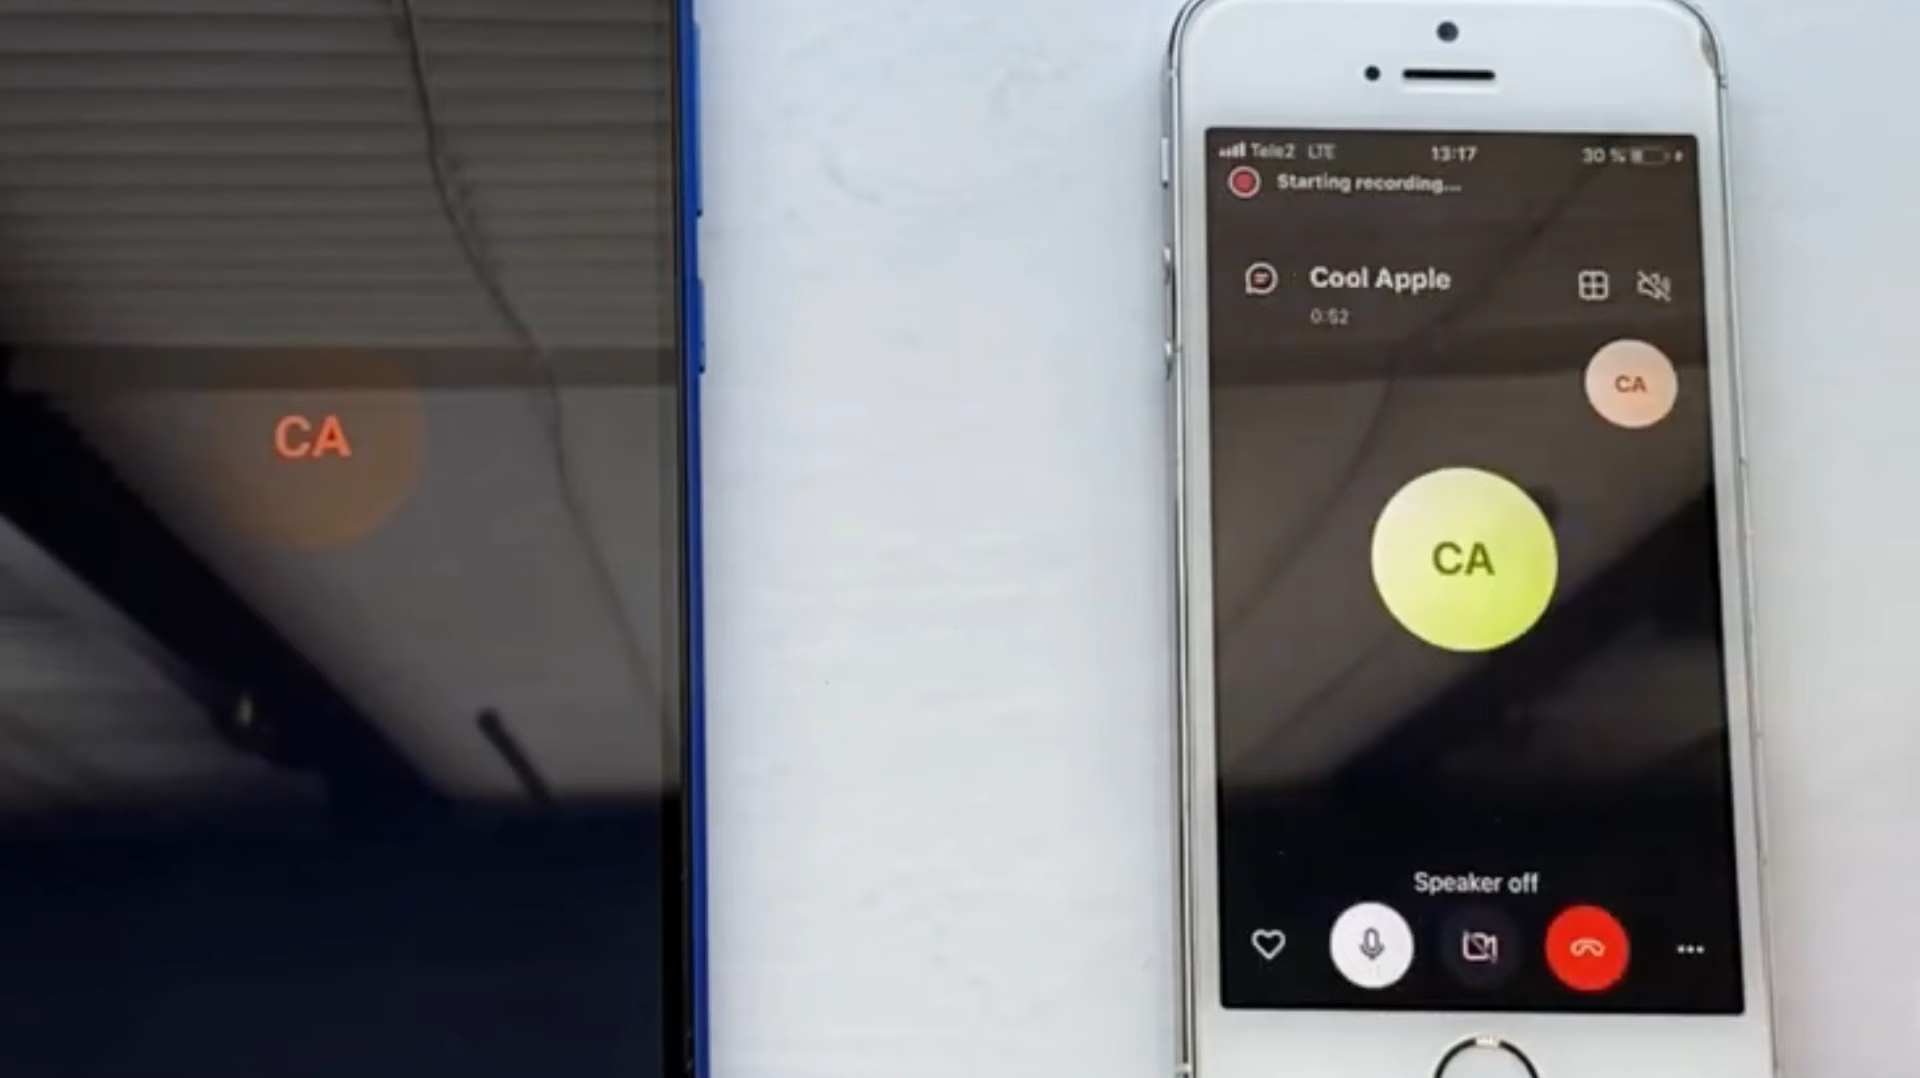 CA
Tele2 LTE 13:17 30 %
Starting recording...
Cool Apple
0:52
CA
CA
Speaker off